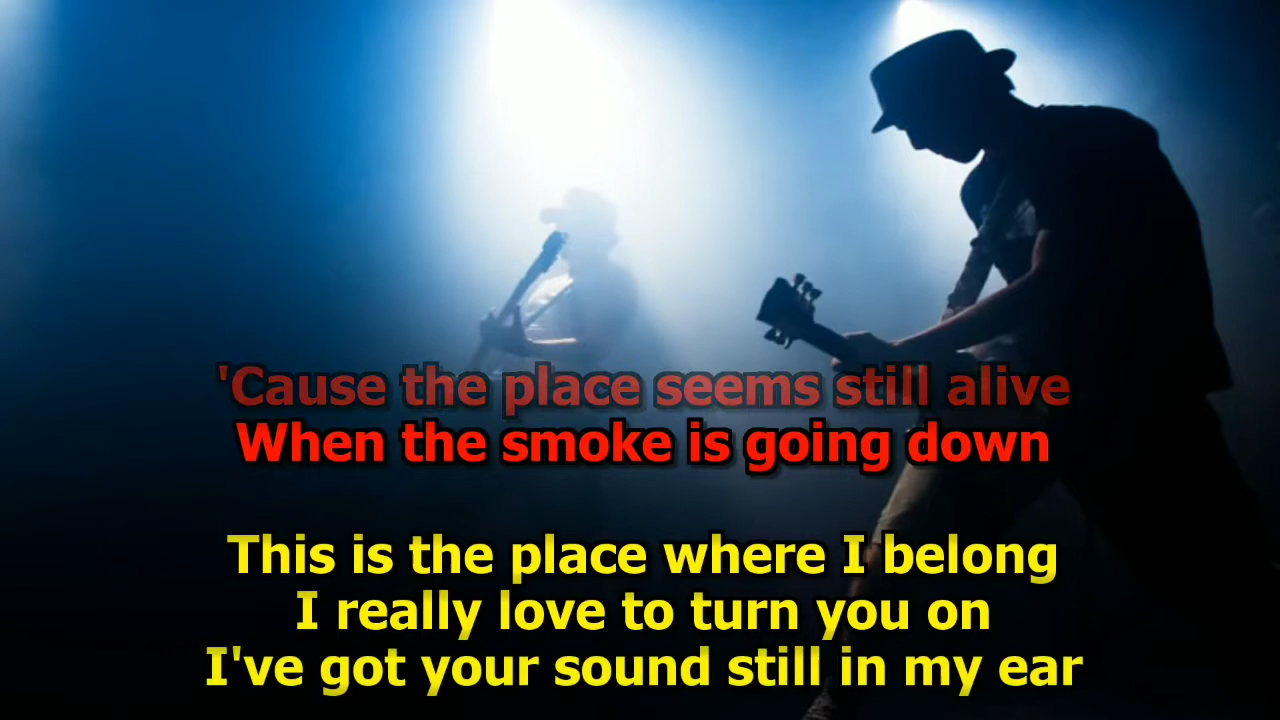 'Cause the place seems still alive
When the smoke is going down
This is the place where I belong
I really love to turn you on
I've got your sound still in my ear